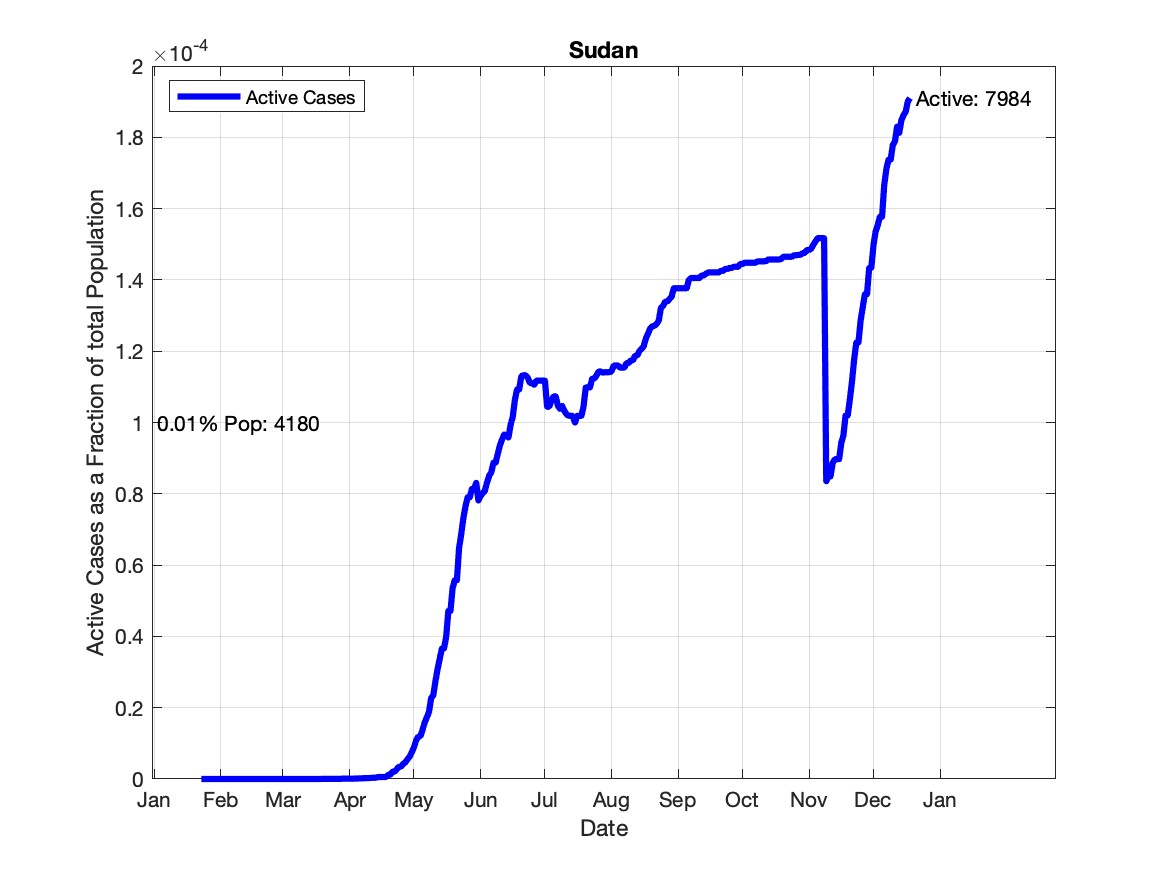 Sudan
×10⁻⁴
Active Cases
Active: 7984
0.01% Pop: 4180
2
1.8
1.6
1.4
1.2
1
0.8
0.6
0.4
0.2
0
Active Cases as a Fraction of total Population
Jan Feb Mar Apr May Jun Jul Aug Sep Oct Nov Dec Jan
Date